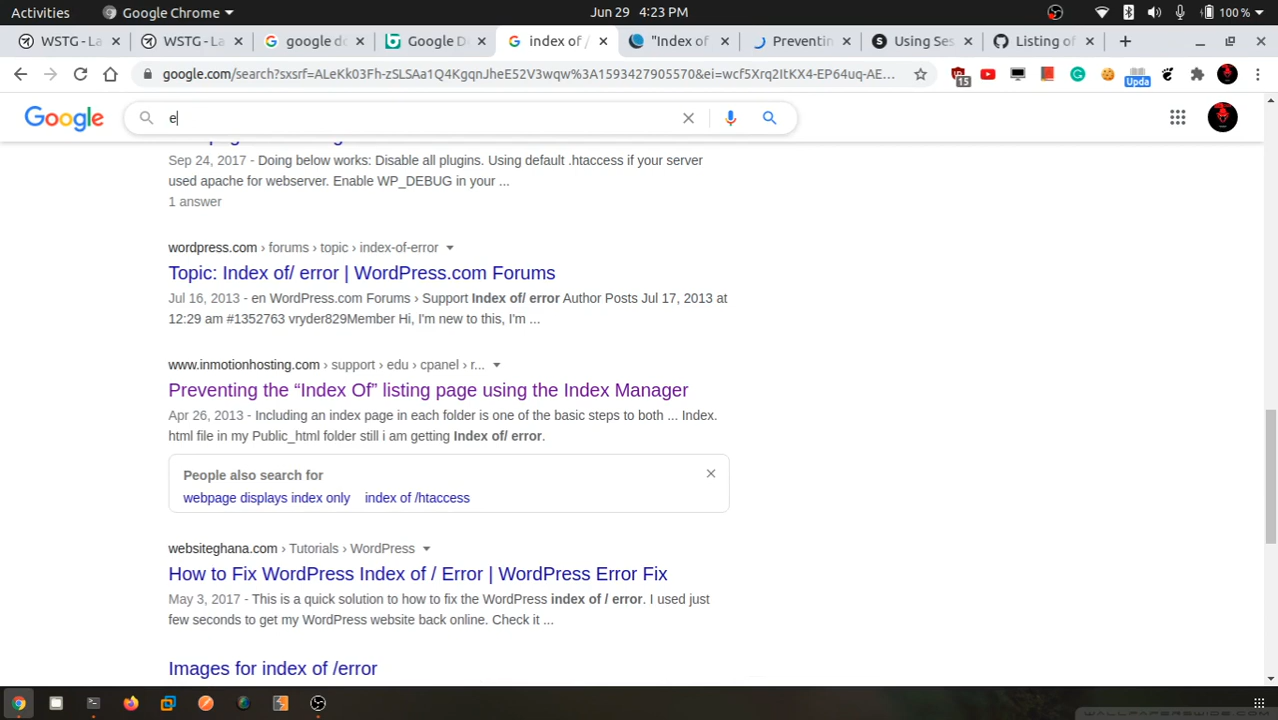 Activities
Google Chrome
Jun 29 4:23 PM
100 %
WSTG - La
WSTG - La
google do
Google D
index of /
"Index of
Preventin
Using Ses
Listing of
google.com/search?sxsrf=ALeKk03Fh-zSLSAa1Q4KgqnJheE52V3wqw%3A1593427905570&ei=wcf5Xrq2ItKX4-EP64uq-AE...
15
Upda
Google
e
Sep 24, 2017 - Doing below works: Disable all plugins. Using default .htaccess if your server
used apache for webserver. Enable WP_DEBUG in your ...
1 answer
wordpress.com › forums › topic › index-of-error
Topic: Index of/ error | WordPress.com Forums
Jul 16, 2013 - en WordPress.com Forums › Support Index of/ error Author Posts Jul 17, 2013 at
12:29 am #1352763 vryder829Member Hi, I'm new to this, I'm ...
www.inmotionhosting.com › support › edu › cpanel › r...
Preventing the “Index Of” listing page using the Index Manager
Apr 26, 2013 - Including an index page in each folder is one of the basic steps to both ... Index.
html file in my Public_html folder still i am getting Index of/ error.
People also search for
webpage displays index only
index of /htaccess
websiteghana.com › Tutorials › WordPress
How to Fix WordPress Index of / Error | WordPress Error Fix
May 3, 2017 - This is a quick solution to how to fix the WordPress index of / error. I used just
few seconds to get my WordPress website back online. Check it ...
Images for index of /error